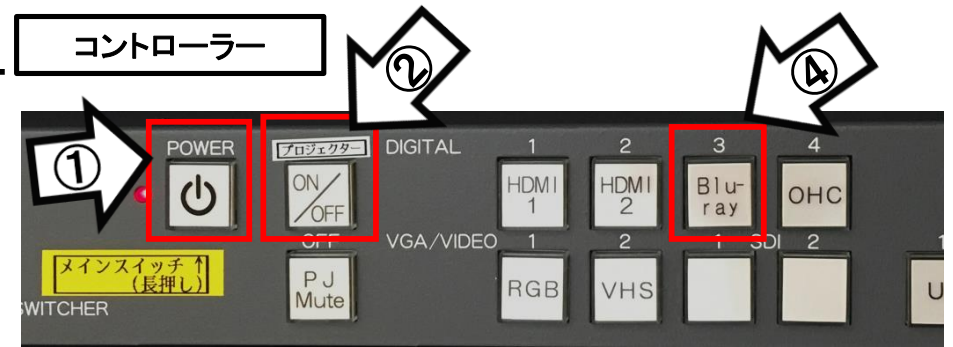 コントローラー
①
②
④
POWER
プロジェクター
DIGITAL
1
2
3
4
ON/OFF
HDMI
1
HDMI
2
Blu-
ray
OHC
OFF
VGA/VIDEO
1
2
1
SDI
2
メインスイッチ↑
(長押し)
PJ
Mute
RGB
VHS
SWITCHER